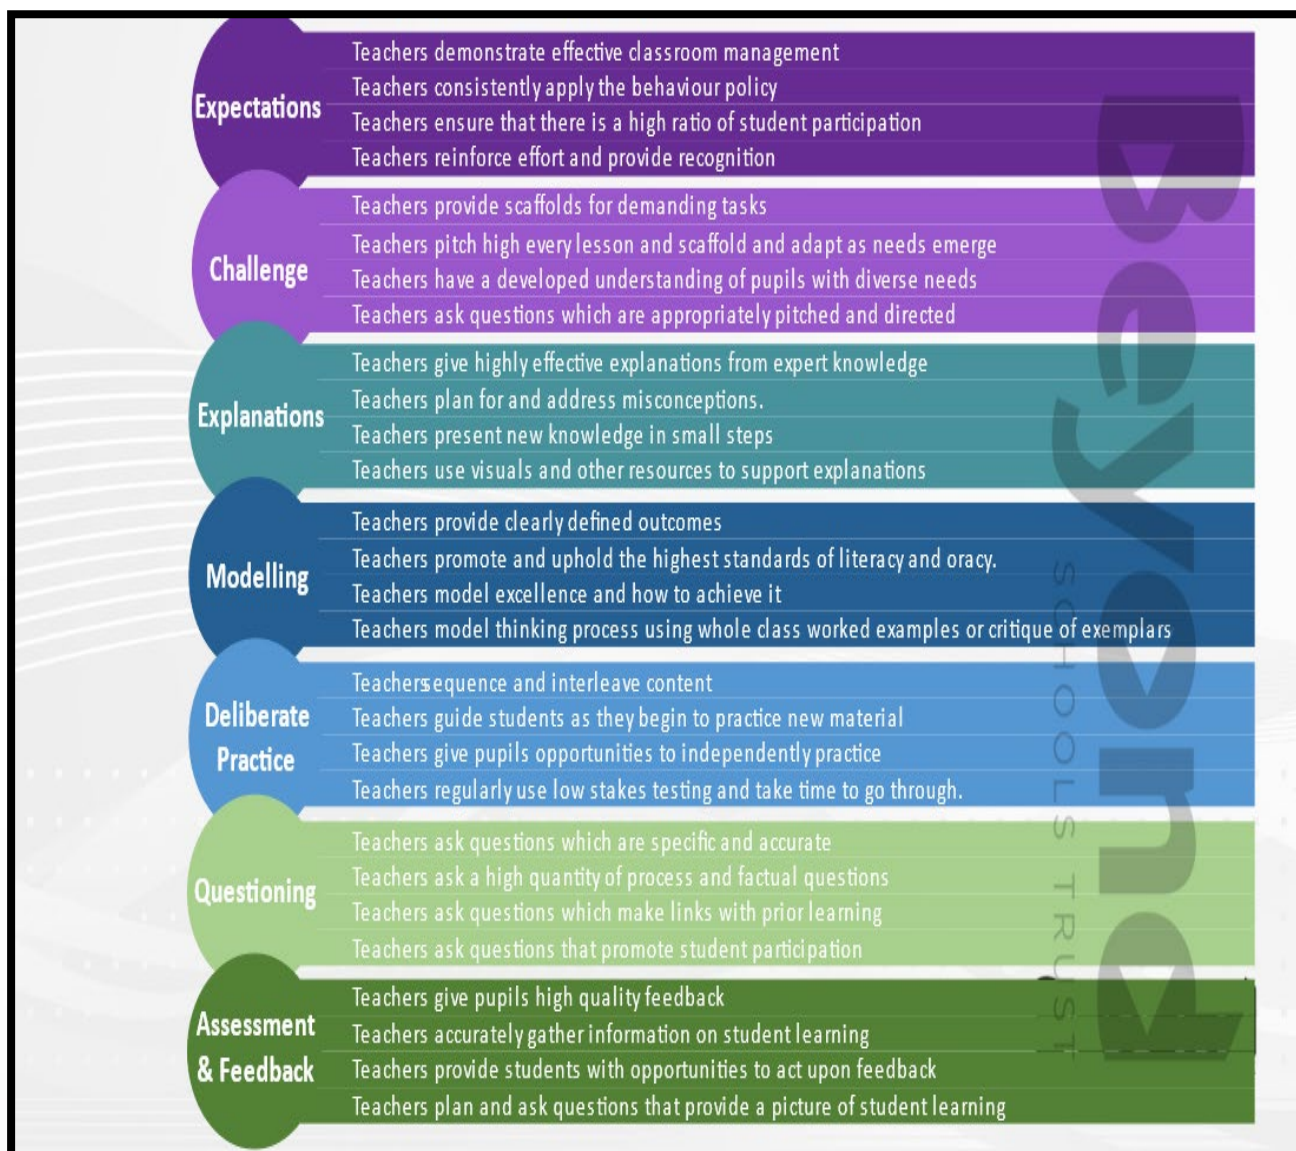 Expectations
Teachers demonstrate effective classroom management
Teachers consistently apply the behaviour policy
Teachers ensure that there is a high ratio of student participation
Teachers reinforce effort and provide recognition
Challenge
Teachers provide scaffolds for demanding tasks
Teachers pitch high every lesson and scaffold and adapt as needs emerge
Teachers have a developed understanding of pupils with diverse needs
Teachers ask questions which are appropriately pitched and directed
Explanations
Teachers give highly effective explanations from expert knowledge
Teachers plan for and address misconceptions.
Teachers present new knowledge in small steps
Teachers use visuals and other resources to support explanations
Modelling
Teachers provide clearly defined outcomes
Teachers promote and uphold the highest standards of literacy and oracy.
Teachers model excellence and how to achieve it
Teachers model thinking process using whole class worked examples or critique of exemplars
Deliberate
Practice
Teacherssequence and interleave content
Teachers guide students as they begin to practice new material
Teachers give pupils opportunities to independently practice
Teachers regularly use low stakes testing and take time to go through.
Questioning
Teachers ask questions which are specific and accurate
Teachers ask a high quantity of process and factual questions
Teachers ask questions which make links with prior learning
Teachers ask questions that promote student participation
Assessment
& Feedback
Teachers give pupils high quality feedback
Teachers accurately gather information on student learning
Teachers provide students with opportunities to act upon feedback
Teachers plan and ask questions that provide a picture of student learning
Beyond
SCHOOLS TRUST